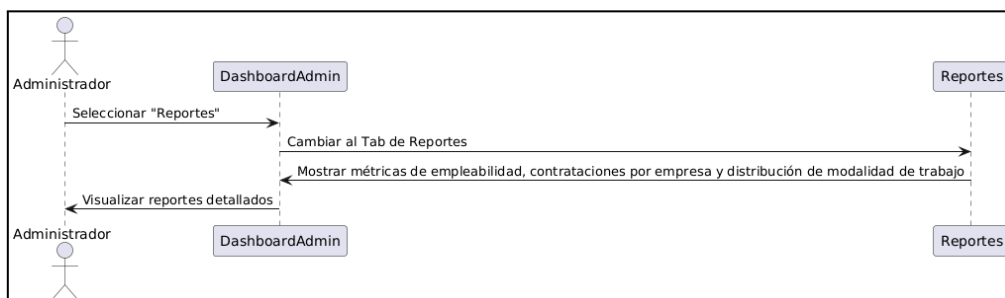 Administrador
DashboardAdmin
Reportes
Seleccionar "Reportes"
Cambiar al Tab de Reportes
Mostrar métricas de empleabilidad, contrataciones por empresa y distribución de modalidad de trabajo
Visualizar reportes detallados
Administrador
DashboardAdmin
Reportes